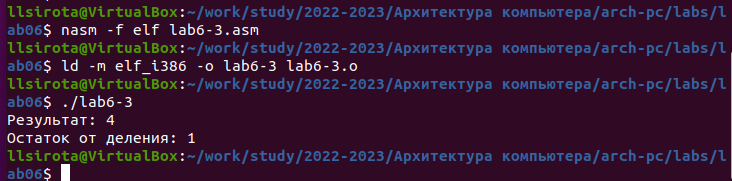 llsirota@VirtualBox:~/work/study/2022-2023/Архитектура компьютера/arch-pc/labs/l
ab06$ nasm -f elf lab6-3.asm
llsirota@VirtualBox:~/work/study/2022-2023/Архитектура компьютера/arch-pc/labs/l
ab06$ ld -m elf_i386 -o lab6-3 lab6-3.o
llsirota@VirtualBox:~/work/study/2022-2023/Архитектура компьютера/arch-pc/labs/l
ab06$ ./lab6-3
Результат: 4
Остаток от деления: 1
llsirota@VirtualBox:~/work/study/2022-2023/Архитектура компьютера/arch-pc/labs/l
ab06$